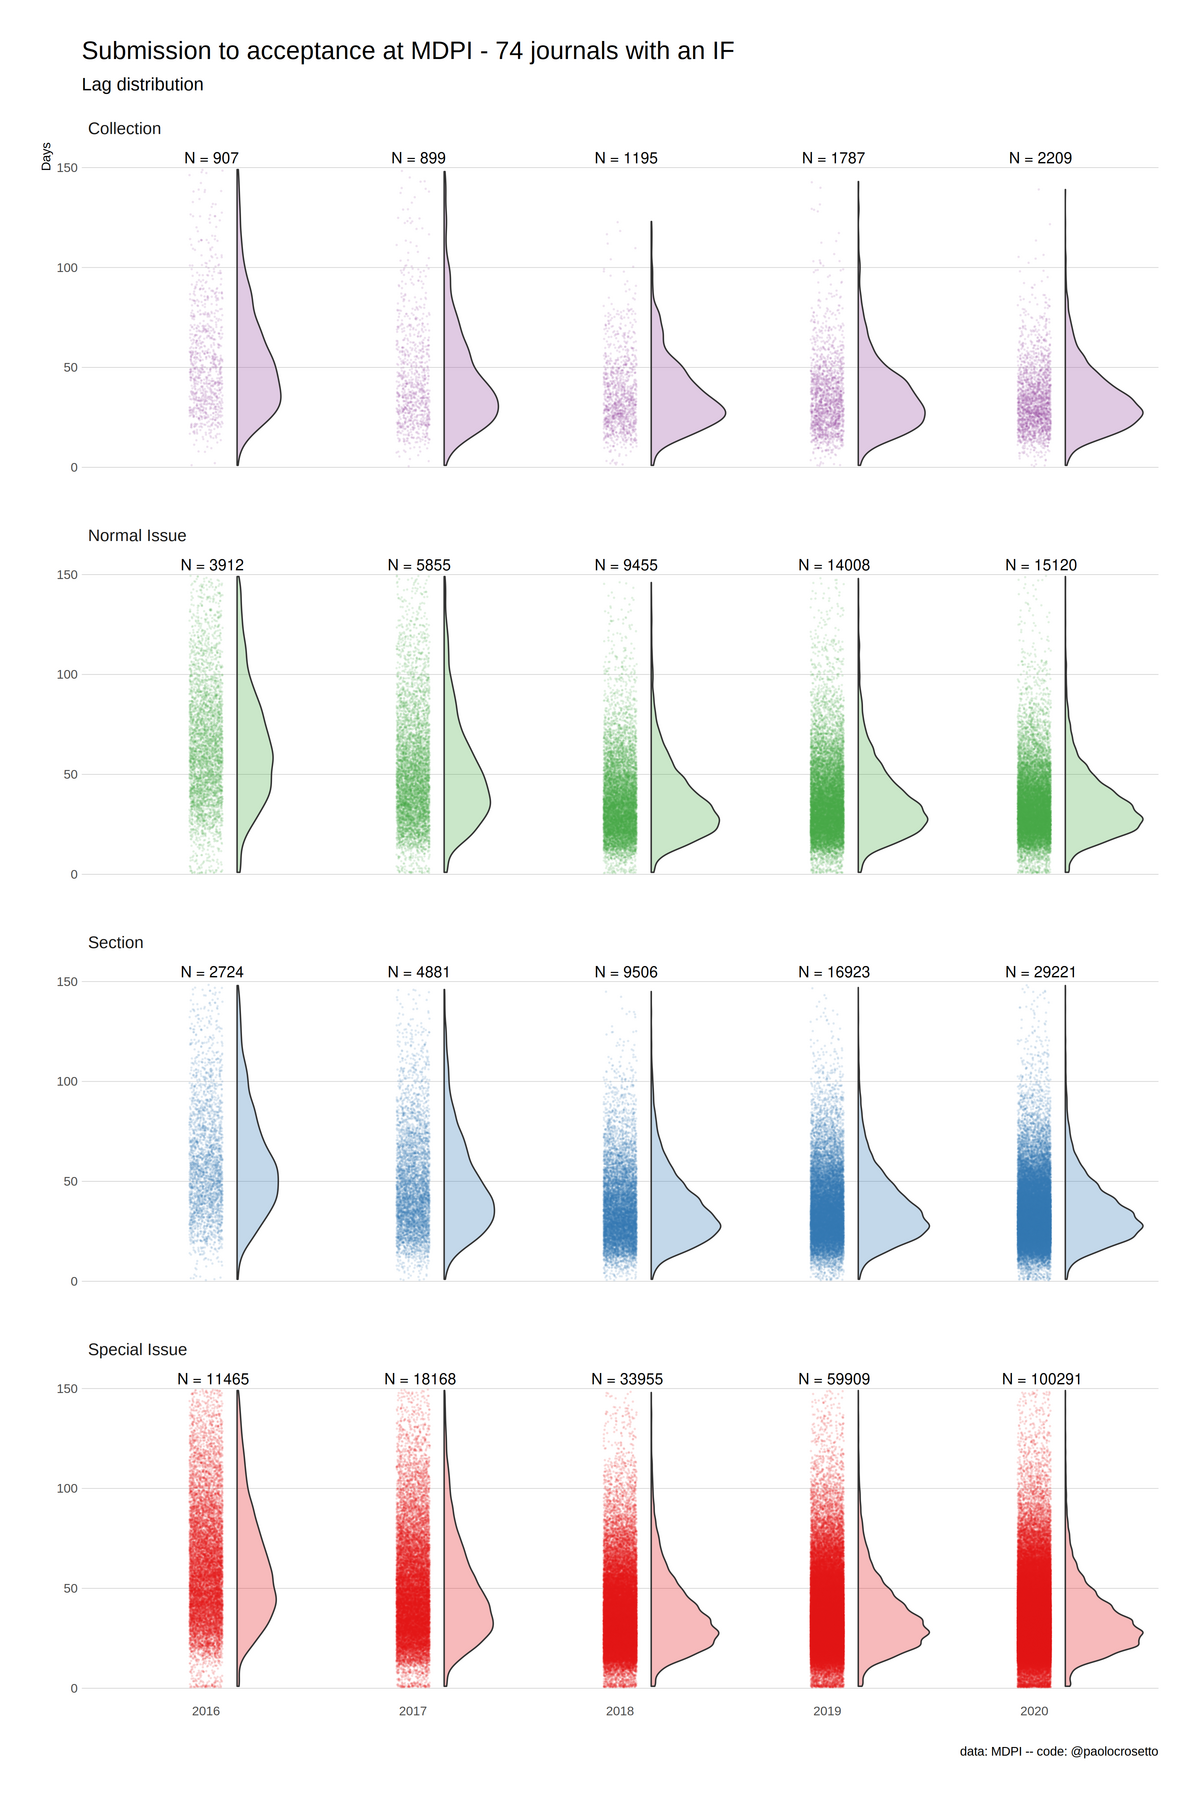 Submission to acceptance at MDPI - 74 journals with an IF
Lag distribution
Collection
Days
N = 907 N = 899 N = 1195 N = 1787 N = 2209
150
100
50
0
Normal Issue
N = 3912 N = 5855 N = 9455 N = 14008 N = 15120
150
100
50
0
Section
N = 2724 N = 4881 N = 9506 N = 16923 N = 29221
150
100
50
0
Special Issue
N = 11465 N = 18168 N = 33955 N = 59909 N = 100291
150
100
50
0
2016 2017 2018 2019 2020
data: MDPI -- code: @paolocrosetto